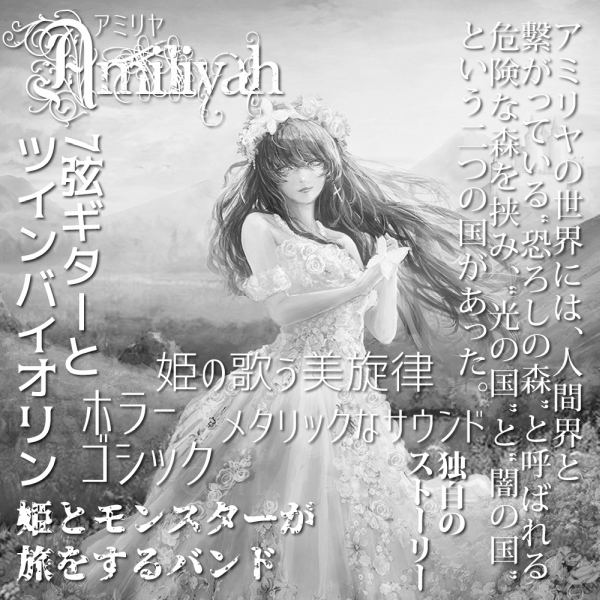 アミリヤ
Amiliyah
アミリヤの世界には、人間界と
繋がっている“恐ろしの森”と呼ばれる
危険な森を挟み、“光の国”と“闇の国”
という二つの国があった。
7弦ギターと
ツインバイオリン
姫の歌う美旋律
ホラー
ゴシック
メタリックなサウンド
独自の
ストーリー
姫とモンスターが
旅をするバンド